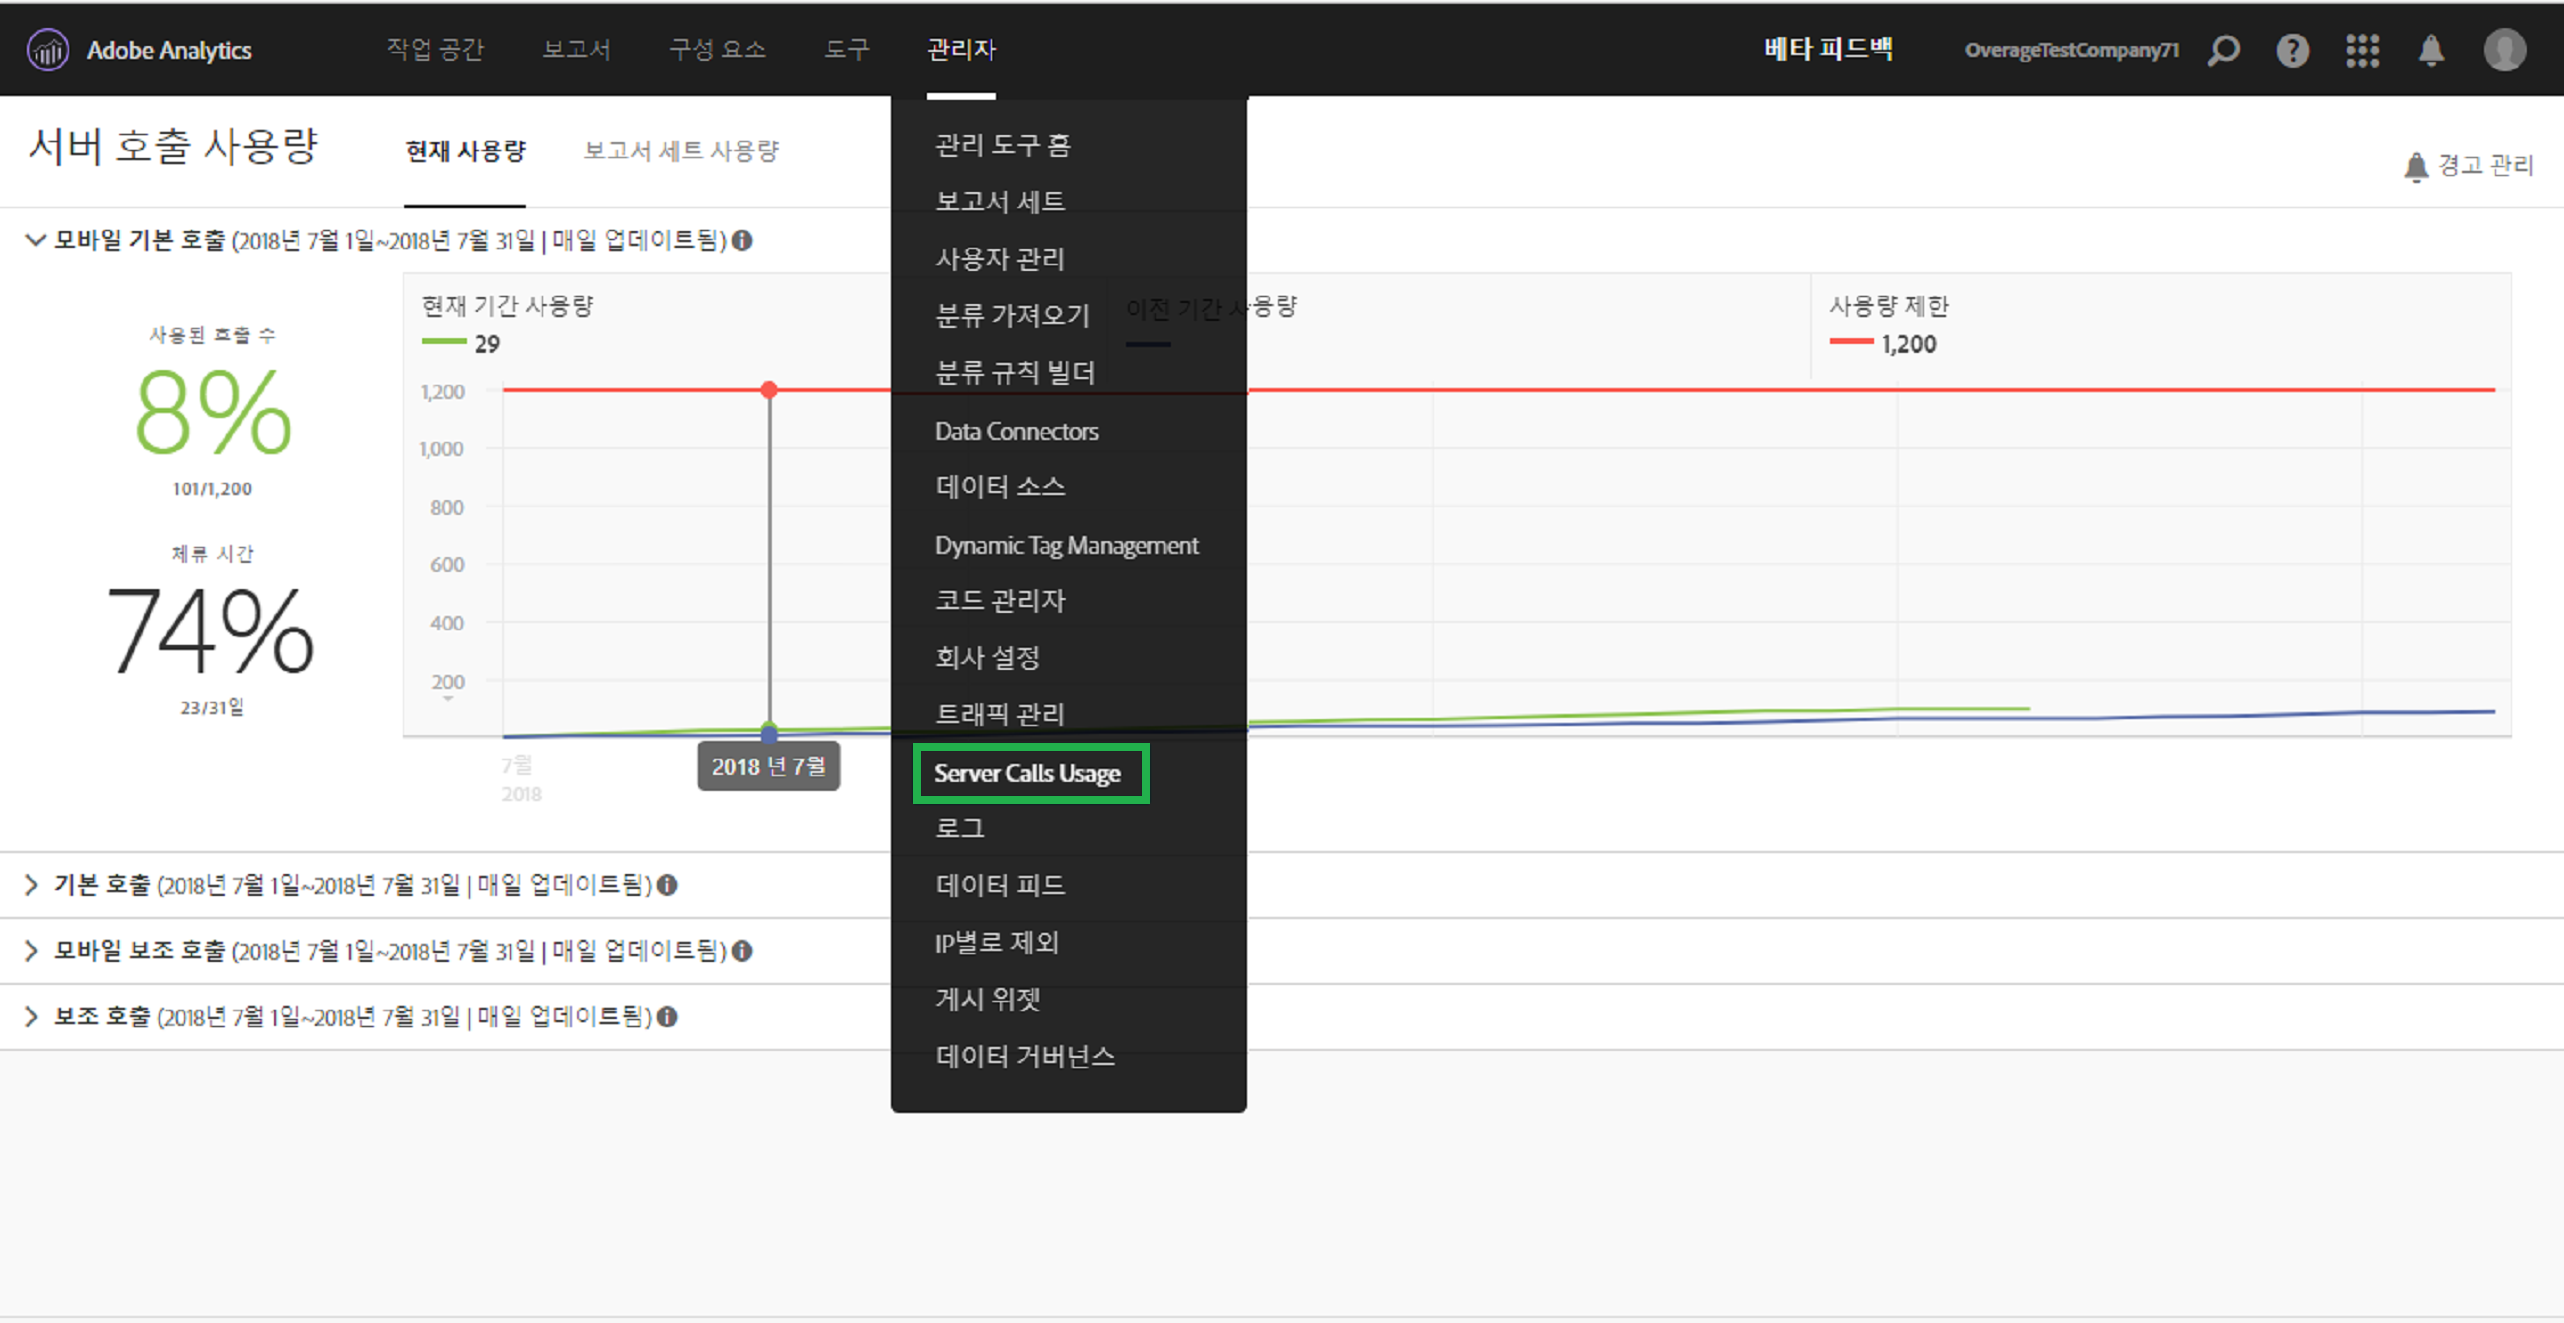 Adobe Analytics
작업 공간
보고서
구성 요소
도구
관리자
베타 피드백
OverageTestCompany71
서버 호출 사용량
현재 사용량
보고서 세트 사용량
경고 관리
모바일 기본 호출 (2018년 7월 1일~2018년 7월 31일 | 매일 업데이트됨)
사용된 호출 수
8%
101/1,200
체류 시간
74%
23/31일
현재 기간 사용량
29
이전 기간 사용량
사용량 제한
1,200
1,200
1,000
800
600
400
200
7월
2018
2018 년 7월
관리 도구 홈
보고서 세트
사용자 관리
분류 가져오기
분류 규칙 빌더
Data Connectors
데이터 소스
Dynamic Tag Management
코드 관리자
회사 설정
트래픽 관리
Server Calls Usage
로그
데이터 피드
IP별로 제외
게시 위젯
데이터 거버넌스
기본 호출 (2018년 7월 1일~2018년 7월 31일 | 매일 업데이트됨)
모바일 보조 호출 (2018년 7월 1일~2018년 7월 31일 | 매일 업데이트됨)
보조 호출 (2018년 7월 1일~2018년 7월 31일 | 매일 업데이트됨)